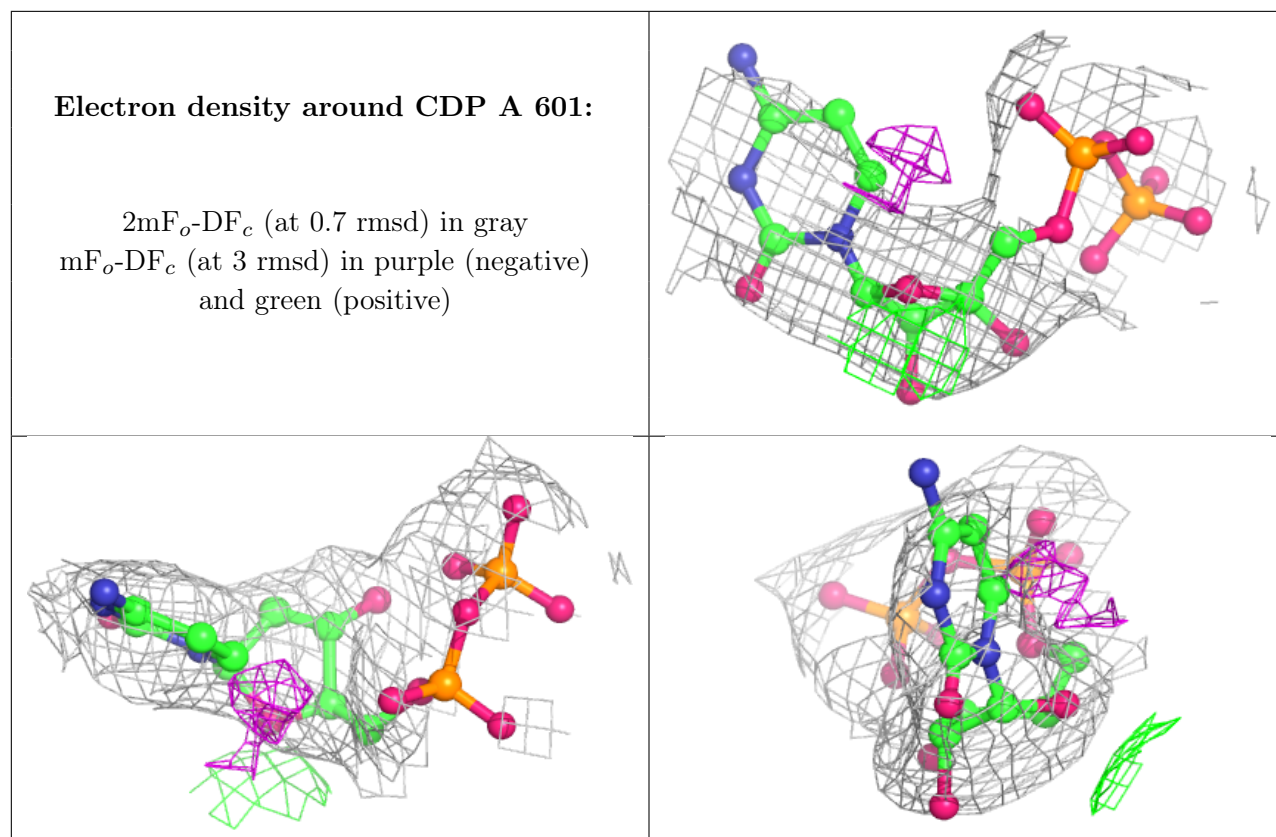 Electron density around CDP A 601:
2mFₒ-DF𝒸 (at 0.7 rmsd) in gray
mFₒ-DF𝒸 (at 3 rmsd) in purple (negative)
and green (positive)